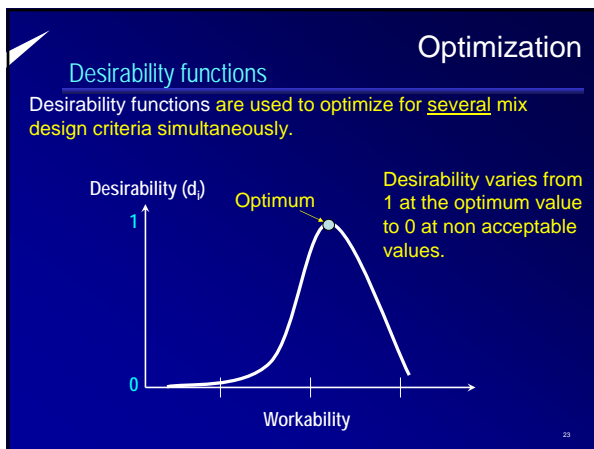 Optimization
Desirability functions
Desirability functions are used to optimize for several mix
design criteria simultaneously.
Desirability (di)
Optimum
Desirability varies from
1 at the optimum value
to 0 at non acceptable
values.
1
0
Workability
23